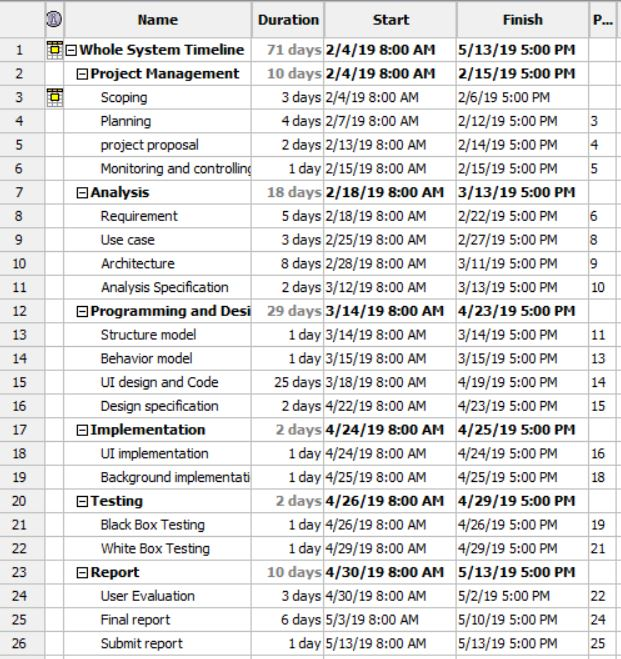 Name Duration Start Finish P...
1 Whole System Timeline 71 days 2/4/19 8:00 AM 5/13/19 5:00 PM
2 Project Management 10 days 2/4/19 8:00 AM 2/15/19 5:00 PM
3 Scoping 3 days 2/4/19 8:00 AM 2/6/19 5:00 PM
4 Planning 4 days 2/7/19 8:00 AM 2/12/19 5:00 PM 3
5 project proposal 2 days 2/13/19 8:00 AM 2/14/19 5:00 PM 4
6 Monitoring and controlling 1 day 2/15/19 8:00 AM 2/15/19 5:00 PM 5
7 Analysis 18 days 2/18/19 8:00 AM 3/13/19 5:00 PM
8 Requirement 5 days 2/18/19 8:00 AM 2/22/19 5:00 PM 6
9 Use case 3 days 2/25/19 8:00 AM 2/27/19 5:00 PM 8
10 Architecture 8 days 2/28/19 8:00 AM 3/11/19 5:00 PM 9
11 Analysis Specification 2 days 3/12/19 8:00 AM 3/13/19 5:00 PM 10
12 Programming and Desi 29 days 3/14/19 8:00 AM 4/23/19 5:00 PM
13 Structure model 1 day 3/14/19 8:00 AM 3/14/19 5:00 PM 11
14 Behavior model 1 day 3/15/19 8:00 AM 3/15/19 5:00 PM 13
15 UI design and Code 25 days 3/18/19 8:00 AM 4/19/19 5:00 PM 14
16 Design specification 2 days 4/22/19 8:00 AM 4/23/19 5:00 PM 15
17 Implementation 2 days 4/24/19 8:00 AM 4/25/19 5:00 PM
18 UI implementation 1 day 4/24/19 8:00 AM 4/24/19 5:00 PM 16
19 Background implementati 1 day 4/25/19 8:00 AM 4/25/19 5:00 PM 18
20 Testing 2 days 4/26/19 8:00 AM 4/29/19 5:00 PM
21 Black Box Testing 1 day 4/26/19 8:00 AM 4/26/19 5:00 PM 19
22 White Box Testing 1 day 4/29/19 8:00 AM 4/29/19 5:00 PM 21
23 Report 10 days 4/30/19 8:00 AM 5/13/19 5:00 PM
24 User Evaluation 3 days 4/30/19 8:00 AM 5/2/19 5:00 PM 22
25 Final report 6 days 5/3/19 8:00 AM 5/10/19 5:00 PM 24
26 Submit report 1 day 5/13/19 8:00 AM 5/13/19 5:00 PM 25